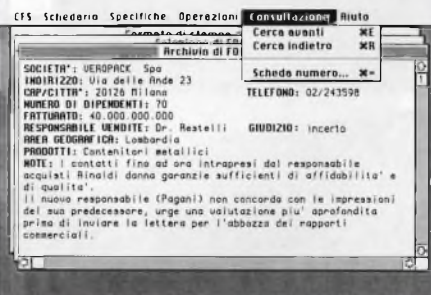 CFS Schedario Specifiche Operazioni Consultazione Aiuto
Formato di stampa
Archivio di FO
Cerca avanti ⌘E
Cerca indietro ⌘R
Scheda numero... ⌘=
SOCIETA': VEROPACK Spa
INDIRIZZO: Via delle Ande 23
CAP/CITTA': 20126 Milano TELEFONO: 02/243598
NUMERO DI DIPENDENTI: 70
FATTURATO: 40.000.000.000
RESPONSABILE VENDITE: Dr. Restelli GIUDIZIO: incerto
AREA GEOGRAFICA: Lombardia
PRODOTTI: Contenitori metallici
NOTE: I contatti fino ad ora intrapresi dal responsabile
acquisti Rinaldi danno garanzie sufficienti di affidabilita' e
di qualita'.
Il nuovo responsabile (Pagani) non concorda con le impressioni
del suo predecessore, urge una valutazione piu' aprofondita
prima di inviare la lettera per l'abbozzo dei rapporti
commerciali.